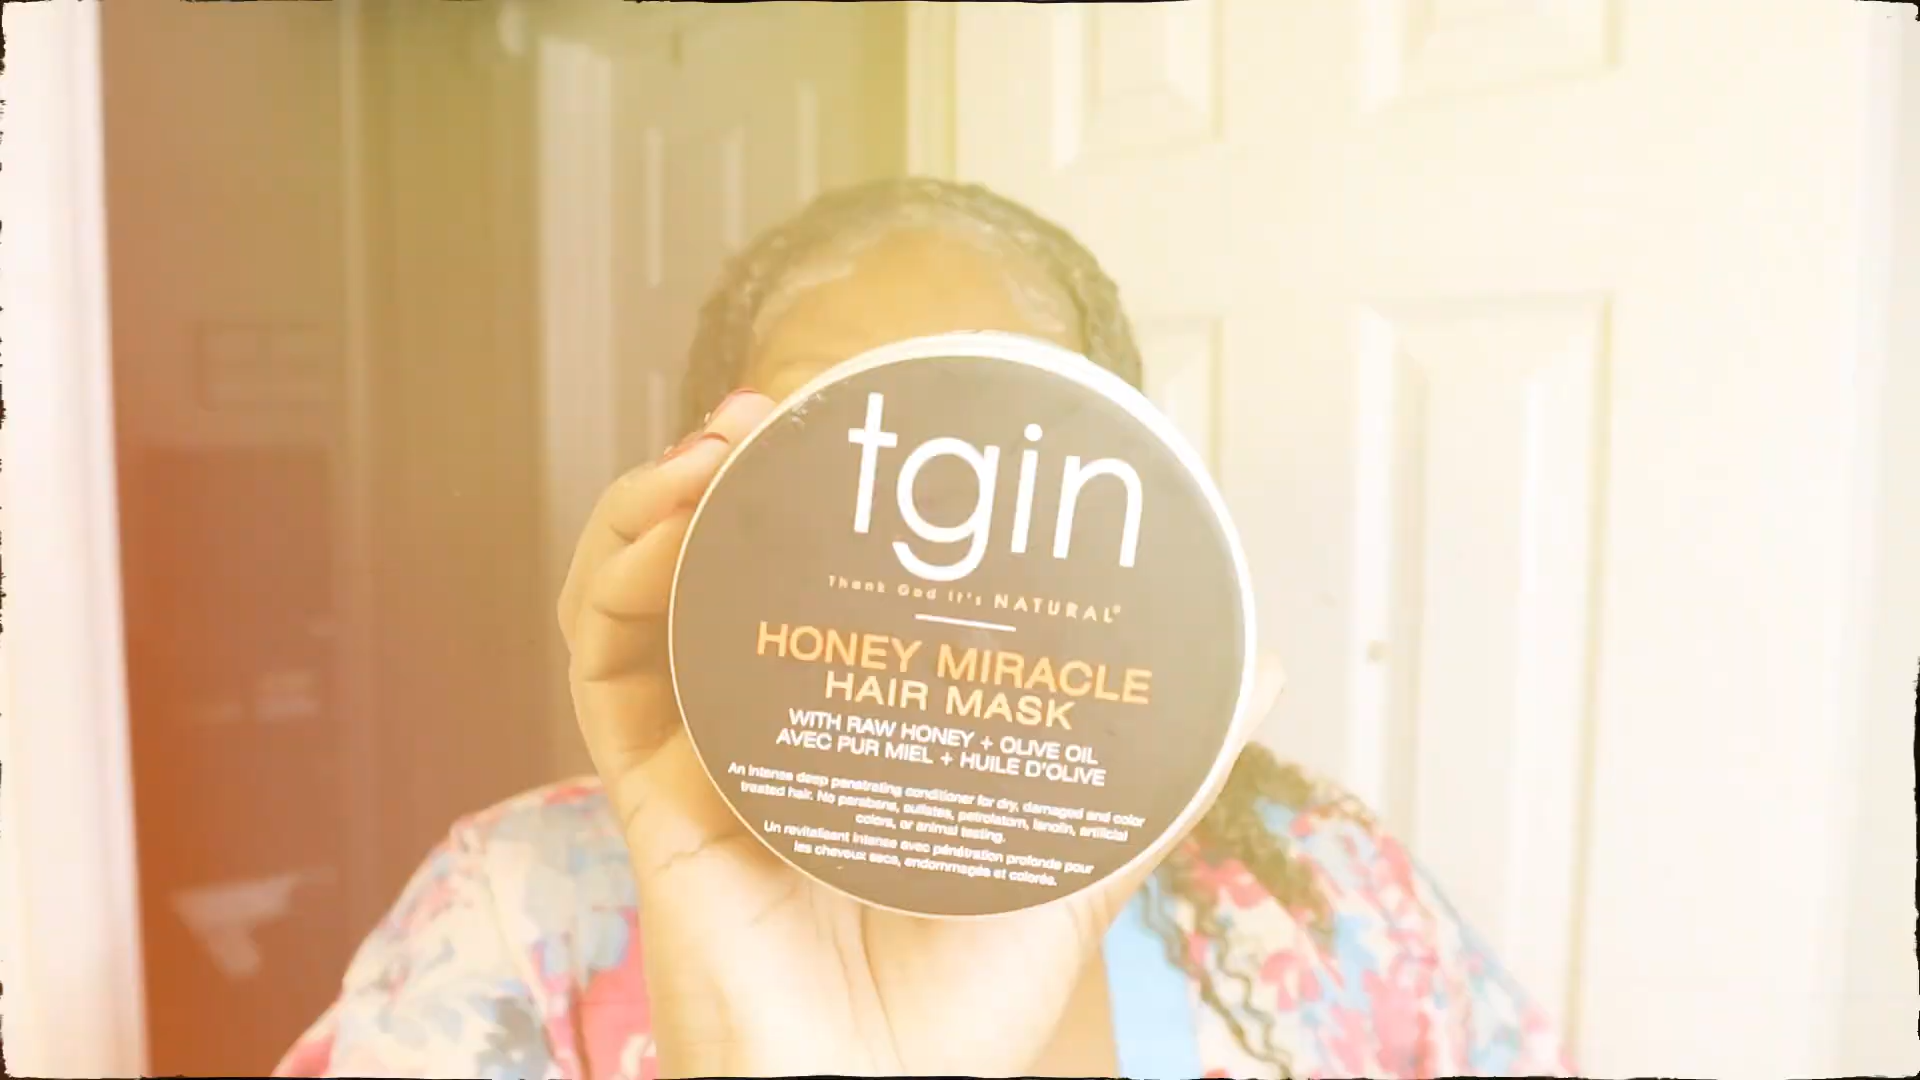 tgin
Thank God it's NATURAL®
HONEY MIRACLE
HAIR MASK
WITH RAW HONEY + OLIVE OIL
AVEC PUR MIEL + HUILE D'OLIVE
An intense deep penetrating conditioner for dry, damaged and color
treated hair. No parabens, sulfates, petrolatum, lanolin, artificial
colors, or animal testing.
Un revitalisant intense avec pénétration profonde pour
les cheveux secs, endommagés et colorée.